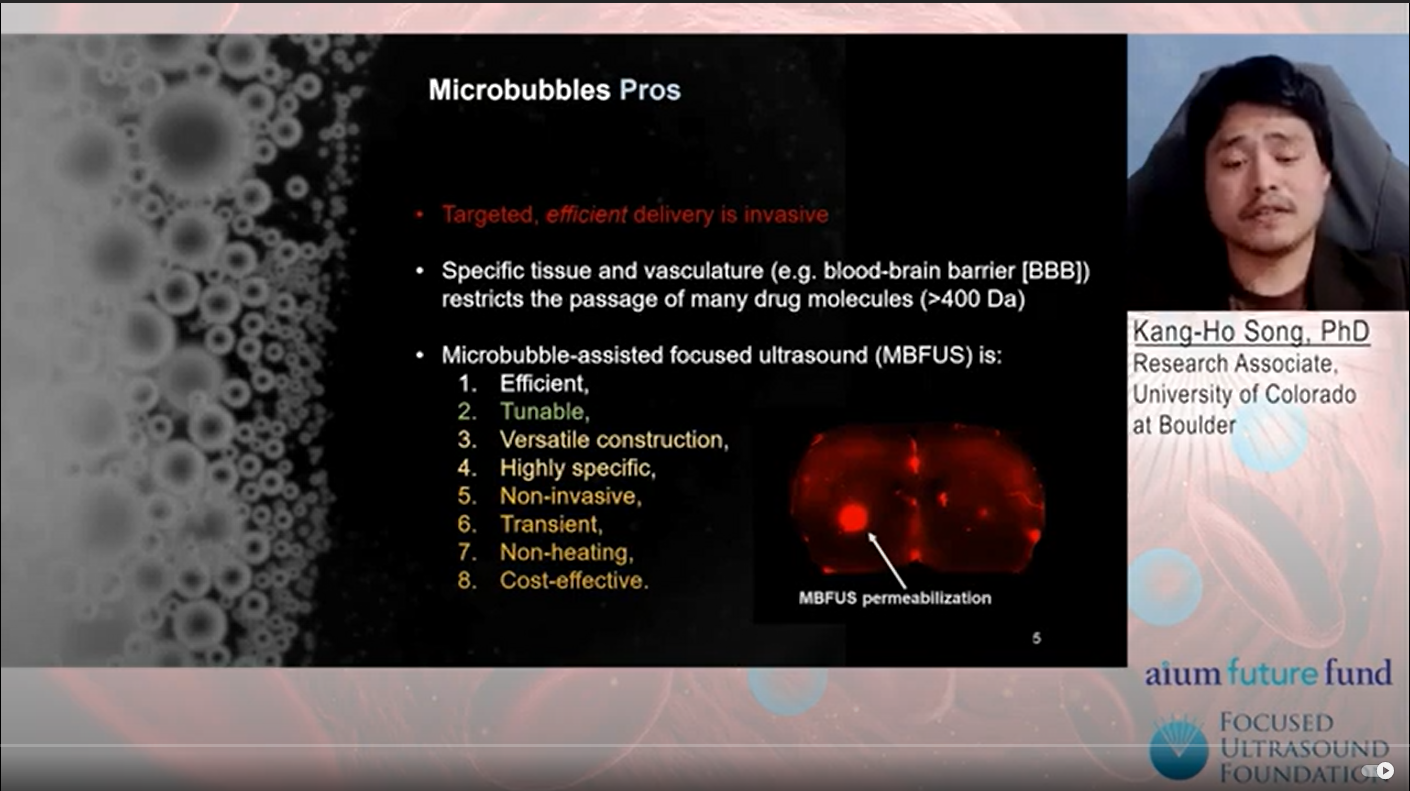 Microbubbles Pros
• Targeted, efficient delivery is invasive
• Specific tissue and vasculature (e.g. blood-brain barrier [BBB])
restricts the passage of many drug molecules (>400 Da)
• Microbubble-assisted focused ultrasound (MBFUS) is:
1. Efficient,
2. Tunable,
3. Versatile construction,
4. Highly specific,
5. Non-invasive,
6. Transient,
7. Non-heating,
8. Cost-effective.
MBFUS permeabilization
5
Kang-Ho Song, PhD
Research Associate,
University of Colorado
at Boulder
aium future fund
FOCUSED
ULTRASOUND
FOUNDATION